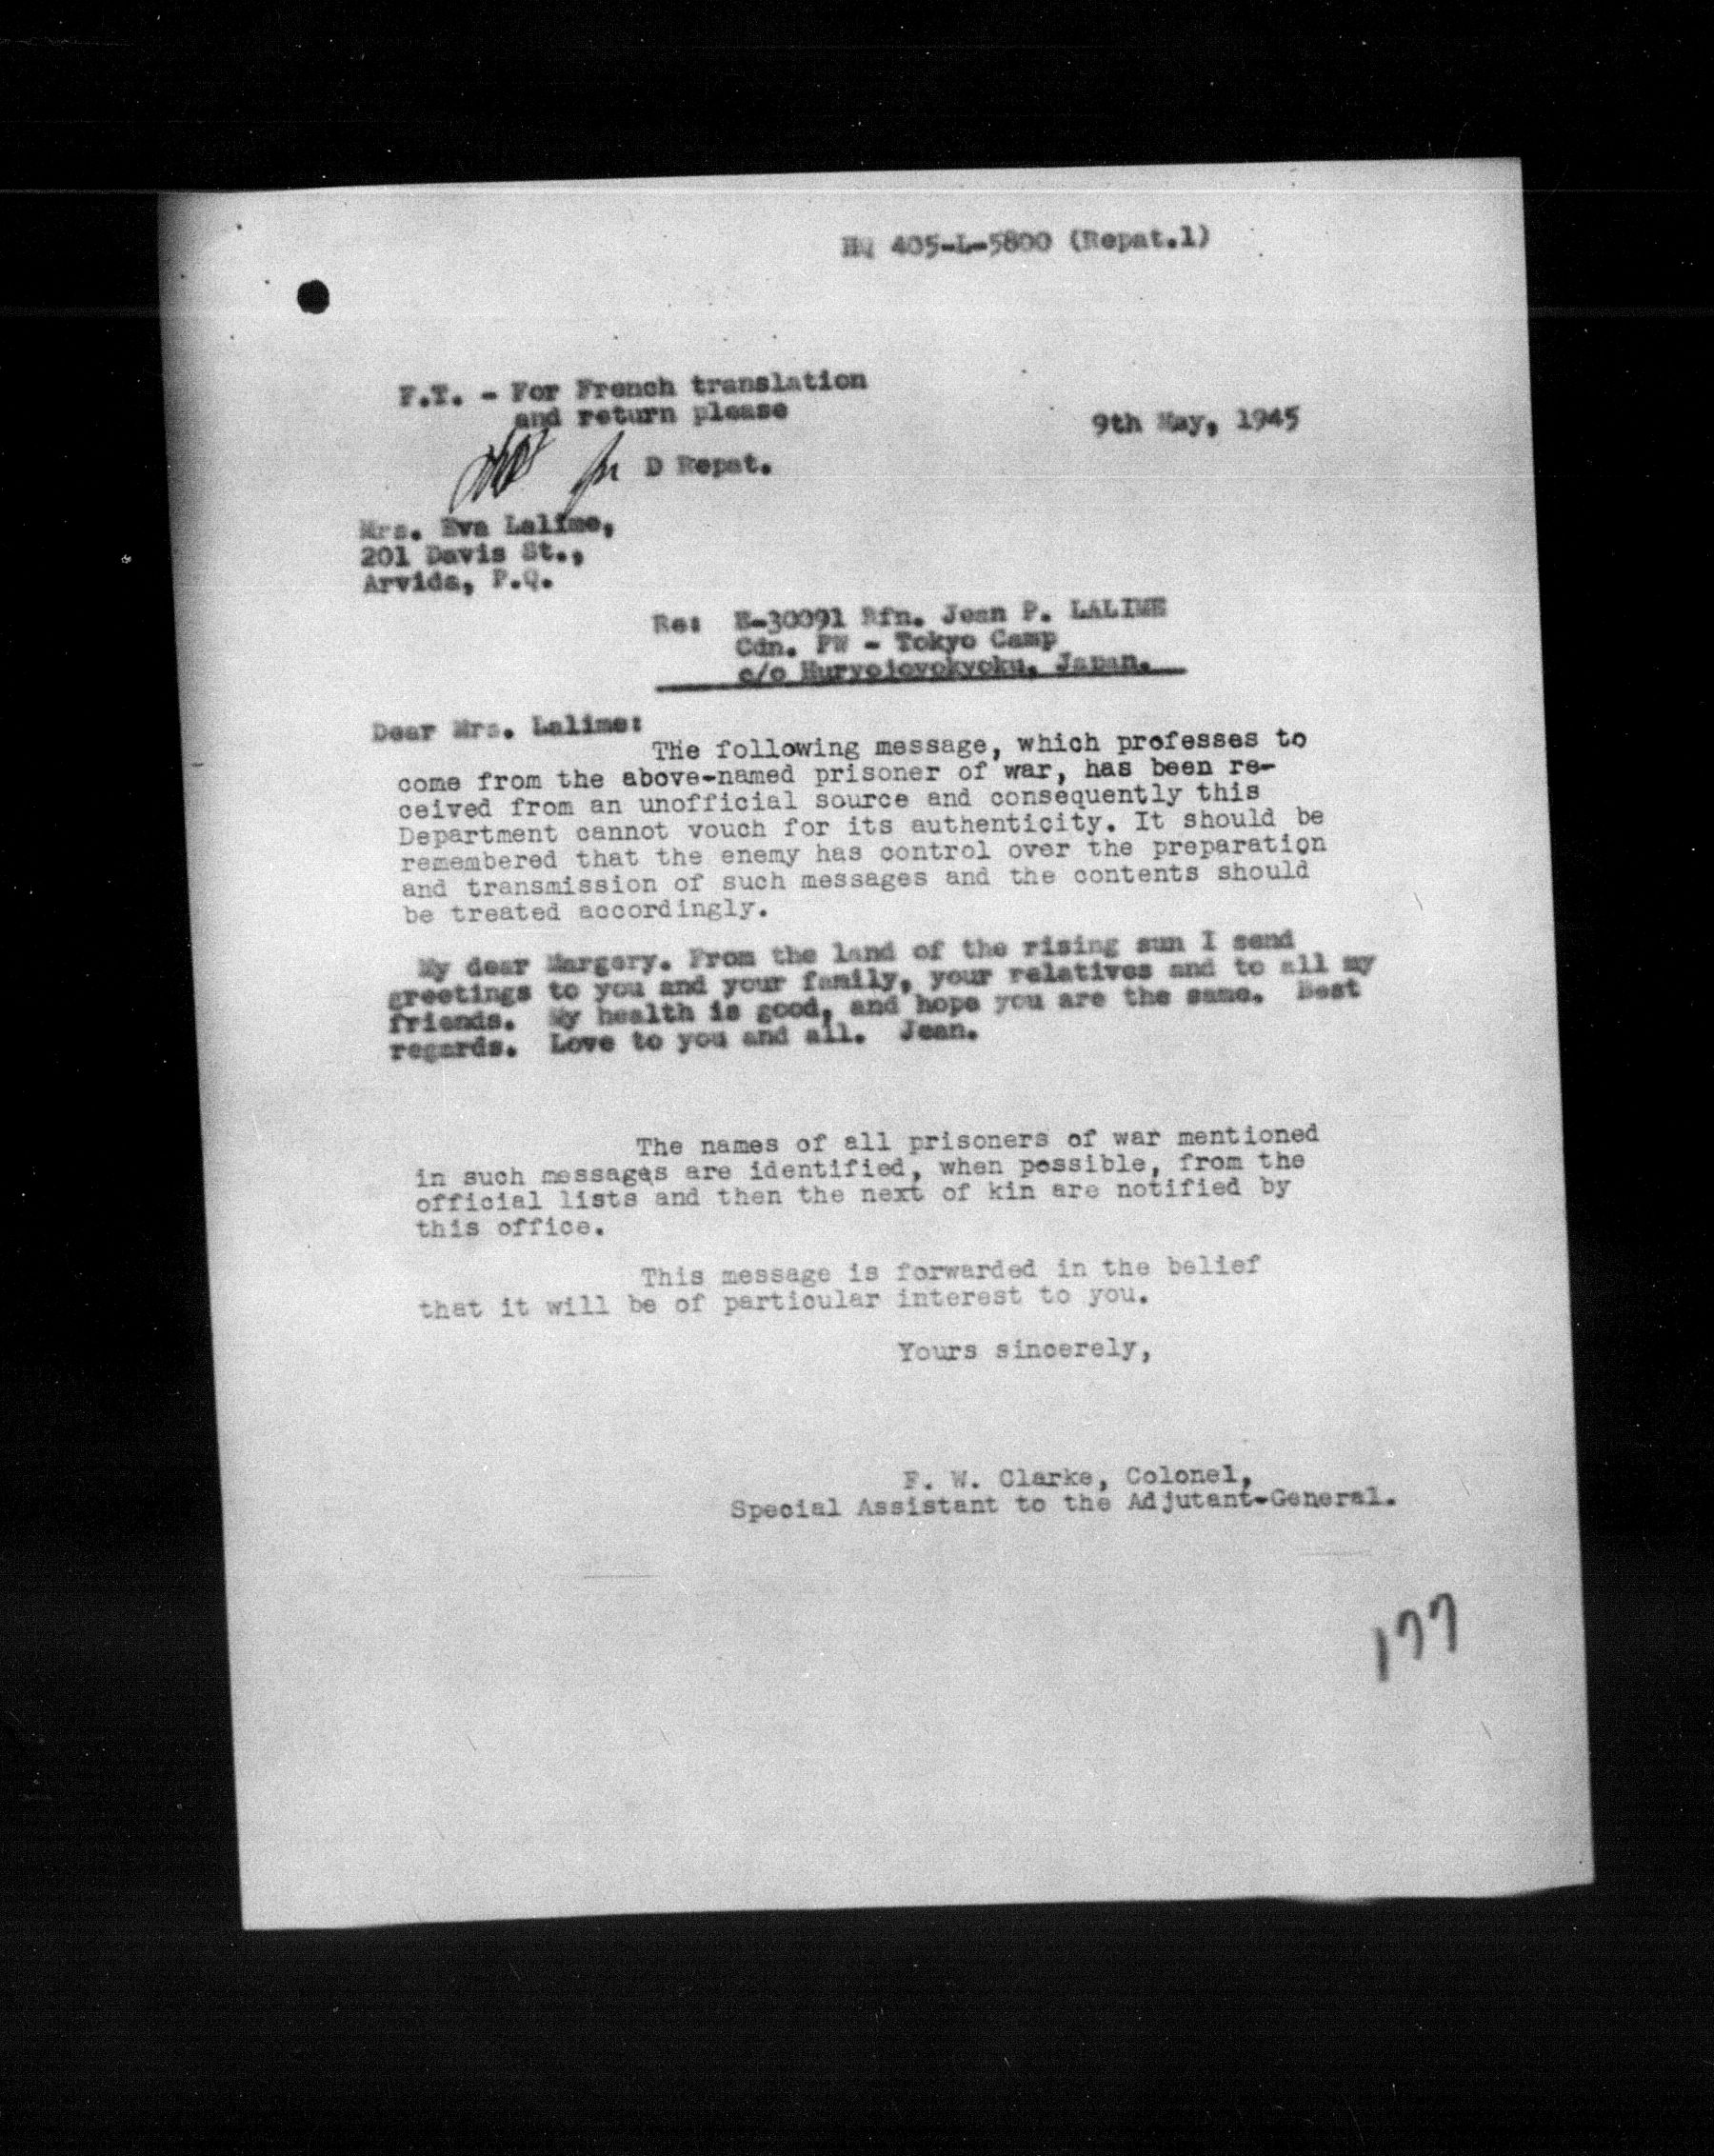 HQ 405-L-5800 (Repat.1)
F.T. - For French translation
and return please
9th May, 1945
for D Repat.
Mrs. Eva Lalime,
201 Davis St.,
Arvida, P.Q.
Re: E-30091 Rfn. Jean P. LALIME
Cdn. PW - Tokyo Camp
c/o Huryojovokyoku, Japan.
Dear Mrs. Lalime:
The following message, which professes to
come from the above-named prisoner of war, has been re-
ceived from an unofficial source and consequently this
Department cannot vouch for its authenticity. It should be
remembered that the enemy has control over the preparation
and transmission of such messages and the contents should
be treated accordingly.
My dear Margery. From the land of the rising sun I send
greetings to you and your family, your relatives and to all my
friends. My health is good, and hope you are the same. Best
regards. Love to you and all. Jean.
The names of all prisoners of war mentioned
in such messages are identified, when possible, from the
official lists and then the next of kin are notified by
this office.
This message is forwarded in the belief
that it will be of particular interest to you.
Yours sincerely,
F. W. Clarke, Colonel,
Special Assistant to the Adjutant-General.
177